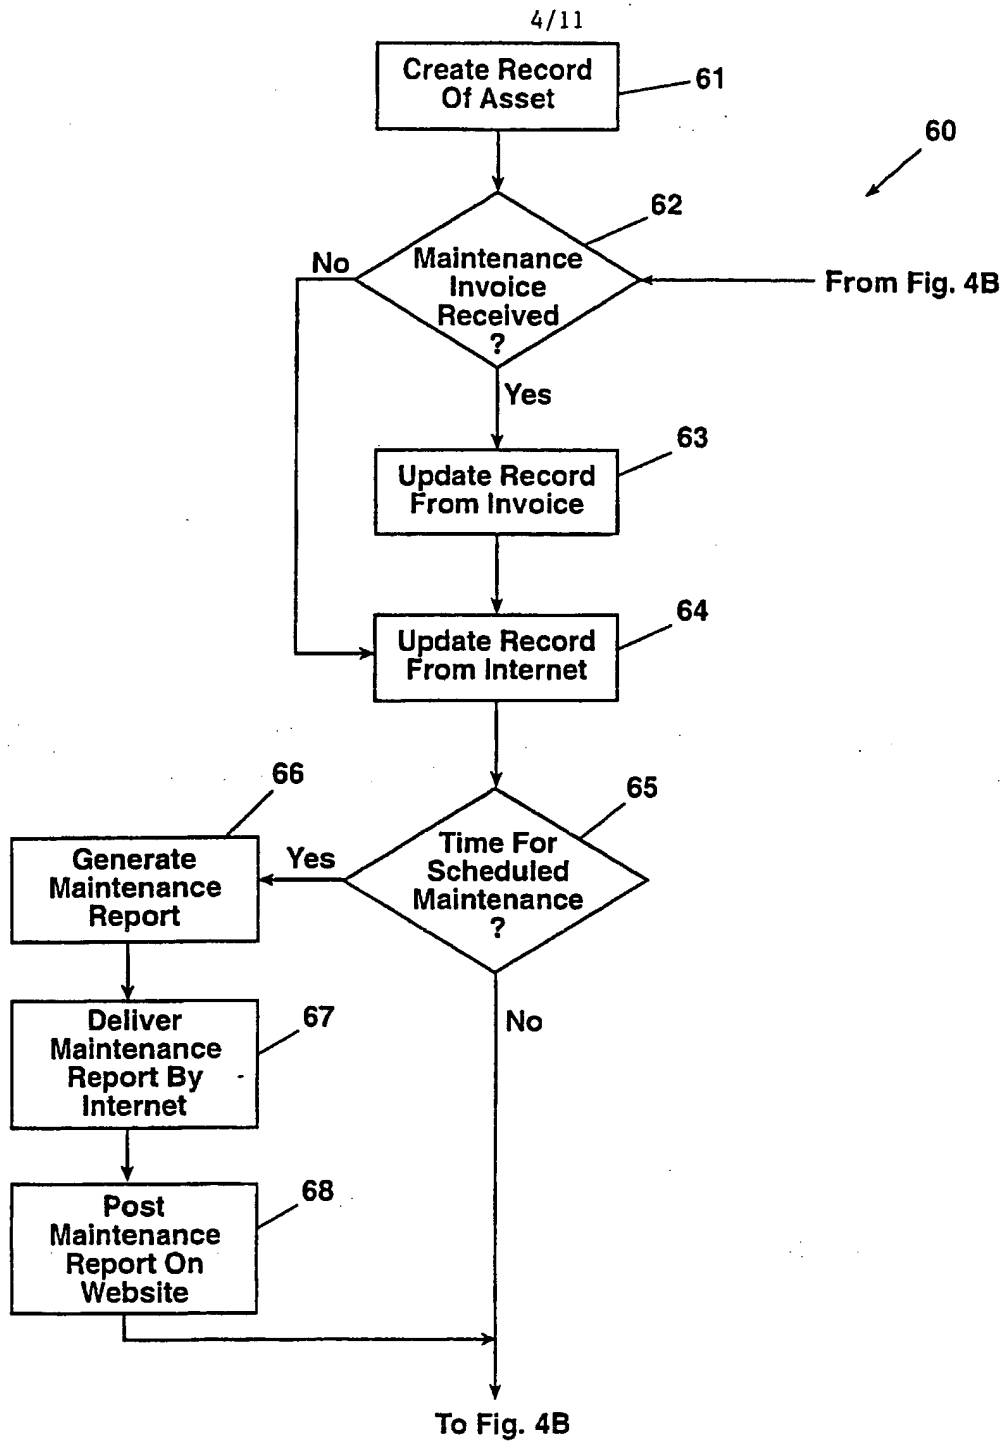 4/11
Create Record
Of Asset
61
60
62
No
Maintenance
Invoice
Received
?
From Fig. 4B
Yes
63
Update Record
From Invoice
64
Update Record
From Internet
66
65
Generate
Maintenance
Report
Yes
Time For
Scheduled
Maintenance
?
Deliver
Maintenance
Report By
Internet
67
No
Post
Maintenance
Report On
Website
68
To Fig. 4B